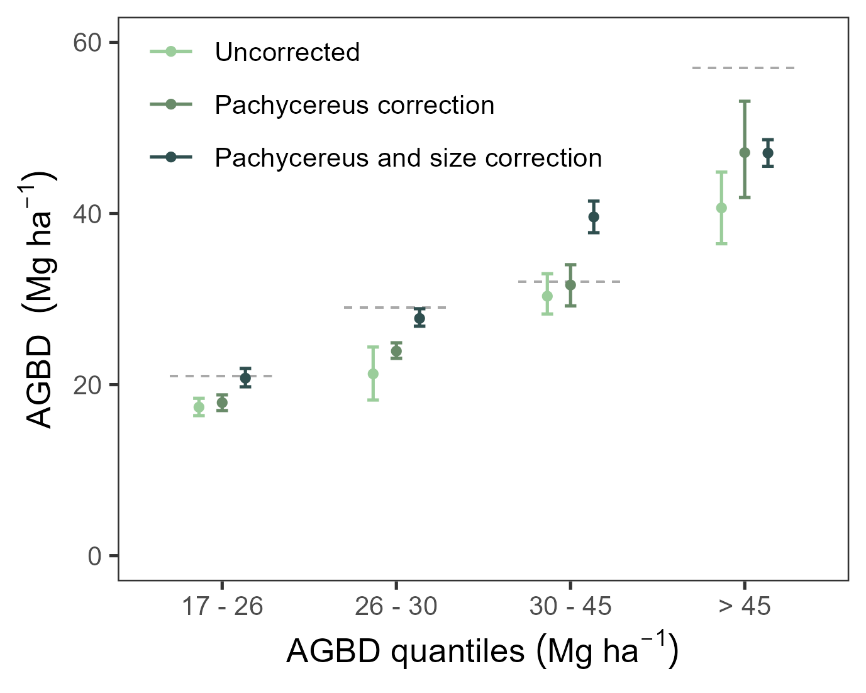 60
40
20
0
Uncorrected
Pachycereus correction
Pachycereus and size correction
AGBD (Mg ha⁻¹)
17 - 26
26 - 30
30 - 45
> 45
AGBD quantiles (Mg ha⁻¹)